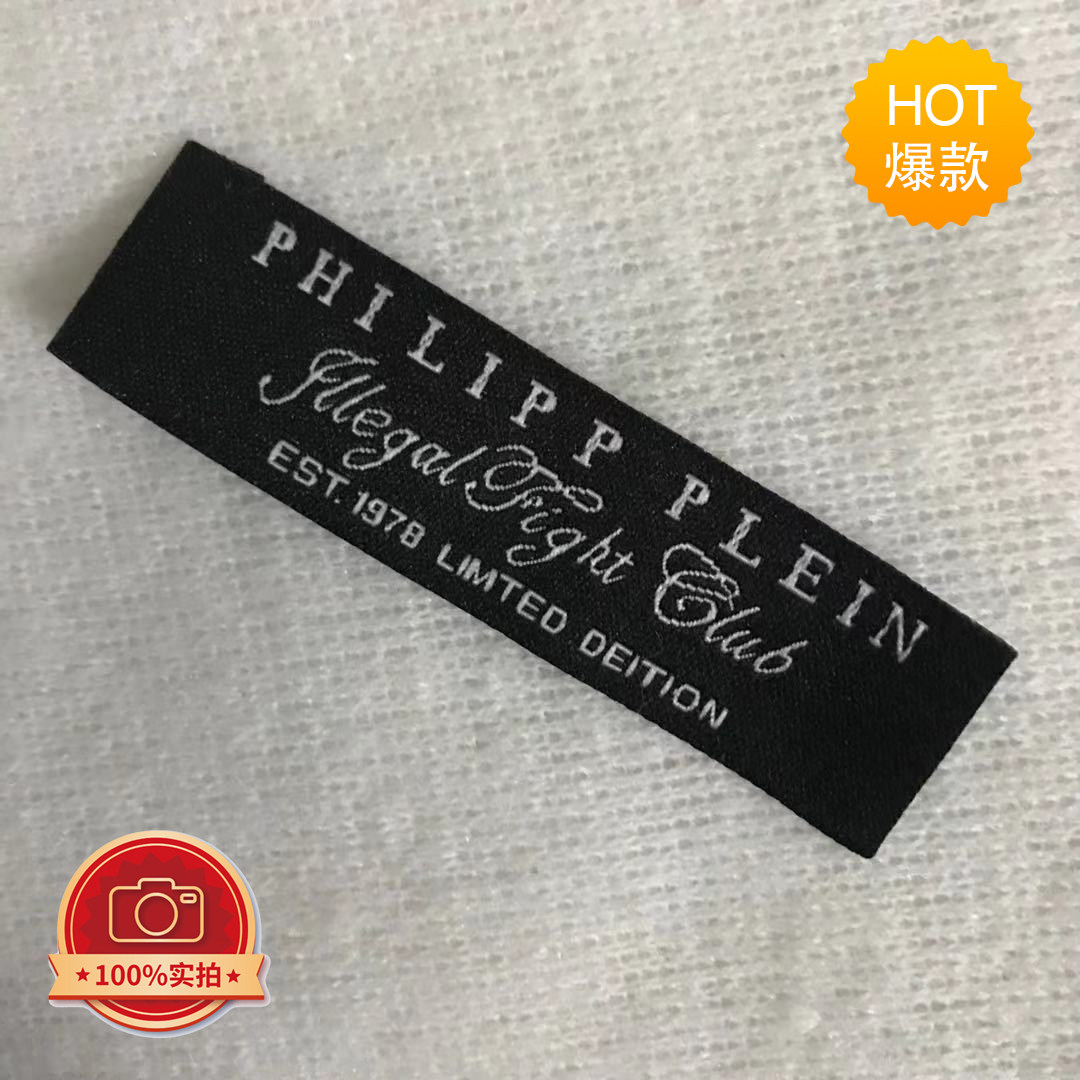 HOT
爆款
PHILIPP PLEIN
Illegal Fight Club
EST.1978 LIMTED DEITION
100%实拍